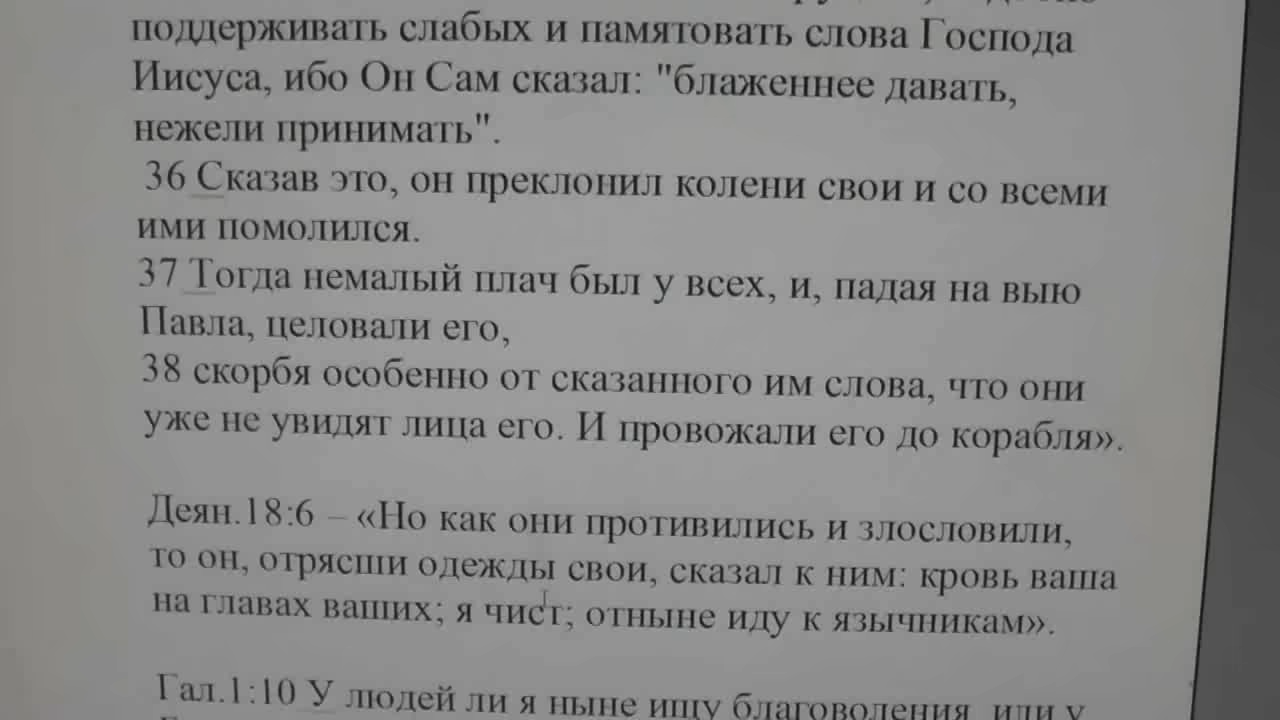 поддерживать слабых и памятовать слова Господа
Иисуса, ибо Он Сам сказал: "блаженнее давать,
нежели принимать".
36 Сказав это, он преклонил колени свои и со всеми
ими помолился.
37 Тогда немалый плач был у всех, и, падая на выю
Павла, целовали его,
38 скорбя особенно от сказанного им слова, что они
уже не увидят лица его. И провожали его до корабля».
Деян.18:6 – «Но как они противились и злословили,
то он, отрясши одежды свои, сказал к ним: кровь ваша
на главах ваших; я чист; отныне иду к язычникам».
Гал.1:10 У людей ли я ныне ищу благоволения, или у